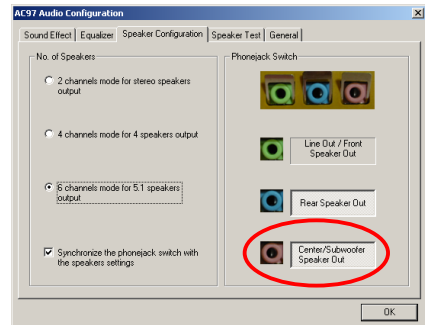 AC97 Audio Configuration
Sound Effect
Equalizer
Speaker Configuration
Speaker Test
General
No. of Speakers
2 channels mode for stereo speakers
output
4 channels mode for 4 speakers output
6 channels mode for 5.1 speakers
output
Synchronize the phonejack switch with
the speakers settings
Phonejack Switch
Line Out / Front
Speaker Out
Rear Speaker Out
Center/Subwoofer
Speaker Out
OK